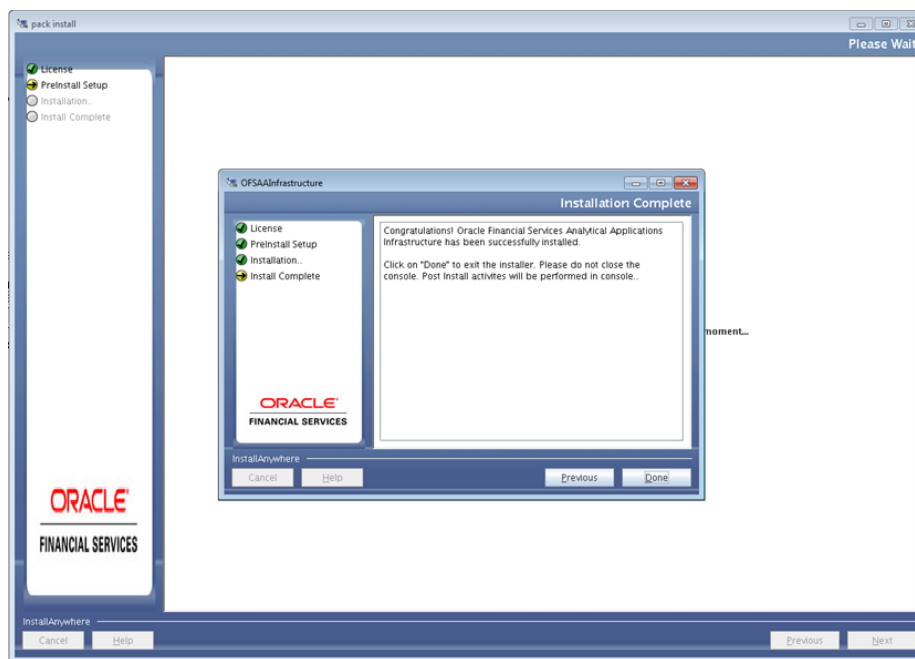 pack install
Please Wait
License
PreInstall Setup
Installation..
Install Complete
OFSAAInfrastructure
Installation Complete
License
PreInstall Setup
Installation..
Install Complete
Congratulations! Oracle Financial Services Analytical Applications
Infrastructure has been successfully installed.
Click on "Done" to exit the installer. Please do not close the
console. Post Install activites will be performed in console..
moment...
ORACLE
FINANCIAL SERVICES
InstallAnywhere
Cancel
Help
Previous
Done
ORACLE
FINANCIAL SERVICES
InstallAnywhere
Cancel
Help
Previous
Next